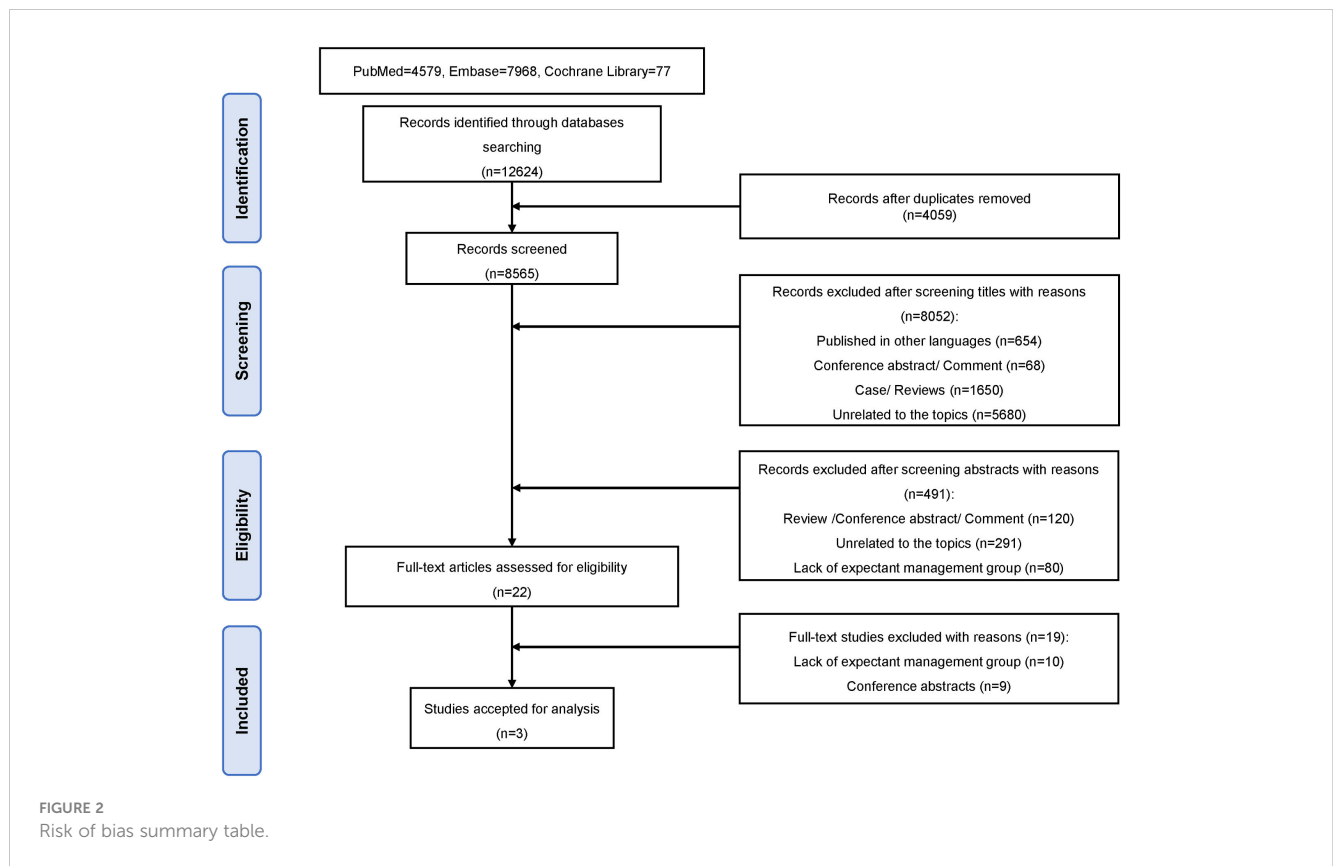 PubMed=4579, Embase=7968, Cochrane Library=77
Identification
Records identified through databases
searching
(n=12624)
Records after duplicates removed
(n=4059)
Records screened
(n=8565)
Screening
Records excluded after screening titles with reasons
(n=8052):
Published in other languages (n=654)
Conference abstract/ Comment (n=68)
Case/ Reviews (n=1650)
Unrelated to the topics (n=5680)
Eligibility
Records excluded after screening abstracts with reasons
(n=491):
Review /Conference abstract/ Comment (n=120)
Unrelated to the topics (n=291)
Lack of expectant management group (n=80)
Full-text articles assessed for eligibility
(n=22)
Included
Full-text studies excluded with reasons (n=19):
Lack of expectant management group (n=10)
Conference abstracts (n=9)
Studies accepted for analysis
(n=3)
FIGURE 2
Risk of bias summary table.